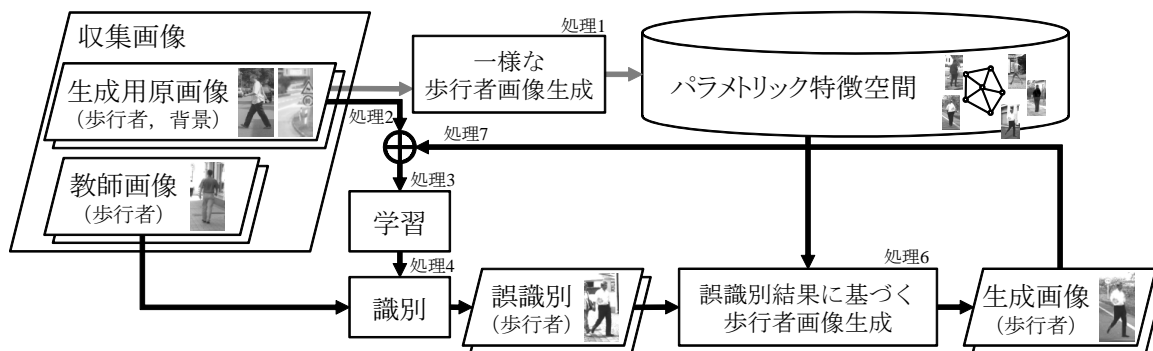 収集画像
生成用原画像
（歩行者，背景）
教師画像
（歩行者）
処理1
一様な
歩行者画像生成
パラメトリック特徴空間
処理2
処理7
処理3
学習
処理4
識別
誤識別
（歩行者）
処理6
誤識別結果に基づく
歩行者画像生成
生成画像
（歩行者）